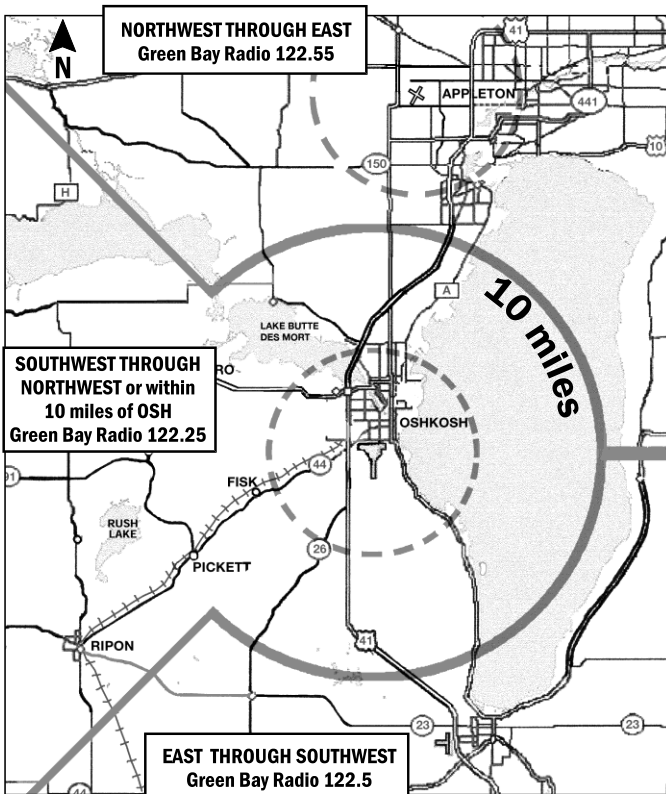 NORTHWEST THROUGH EAST
Green Bay Radio 122.55
N
41
APPLETON
441
10
150
H
A
10 miles
LAKE BUTTE
DES MORT
SOUTHWEST THROUGH
NORTHWEST or within
10 miles of OSH
Green Bay Radio 122.25
RO
OSHKOSH
44
91
FISK
RUSH
LAKE
26
PICKETT
41
RIPON
23
23
EAST THROUGH SOUTHWEST
Green Bay Radio 122.5
44